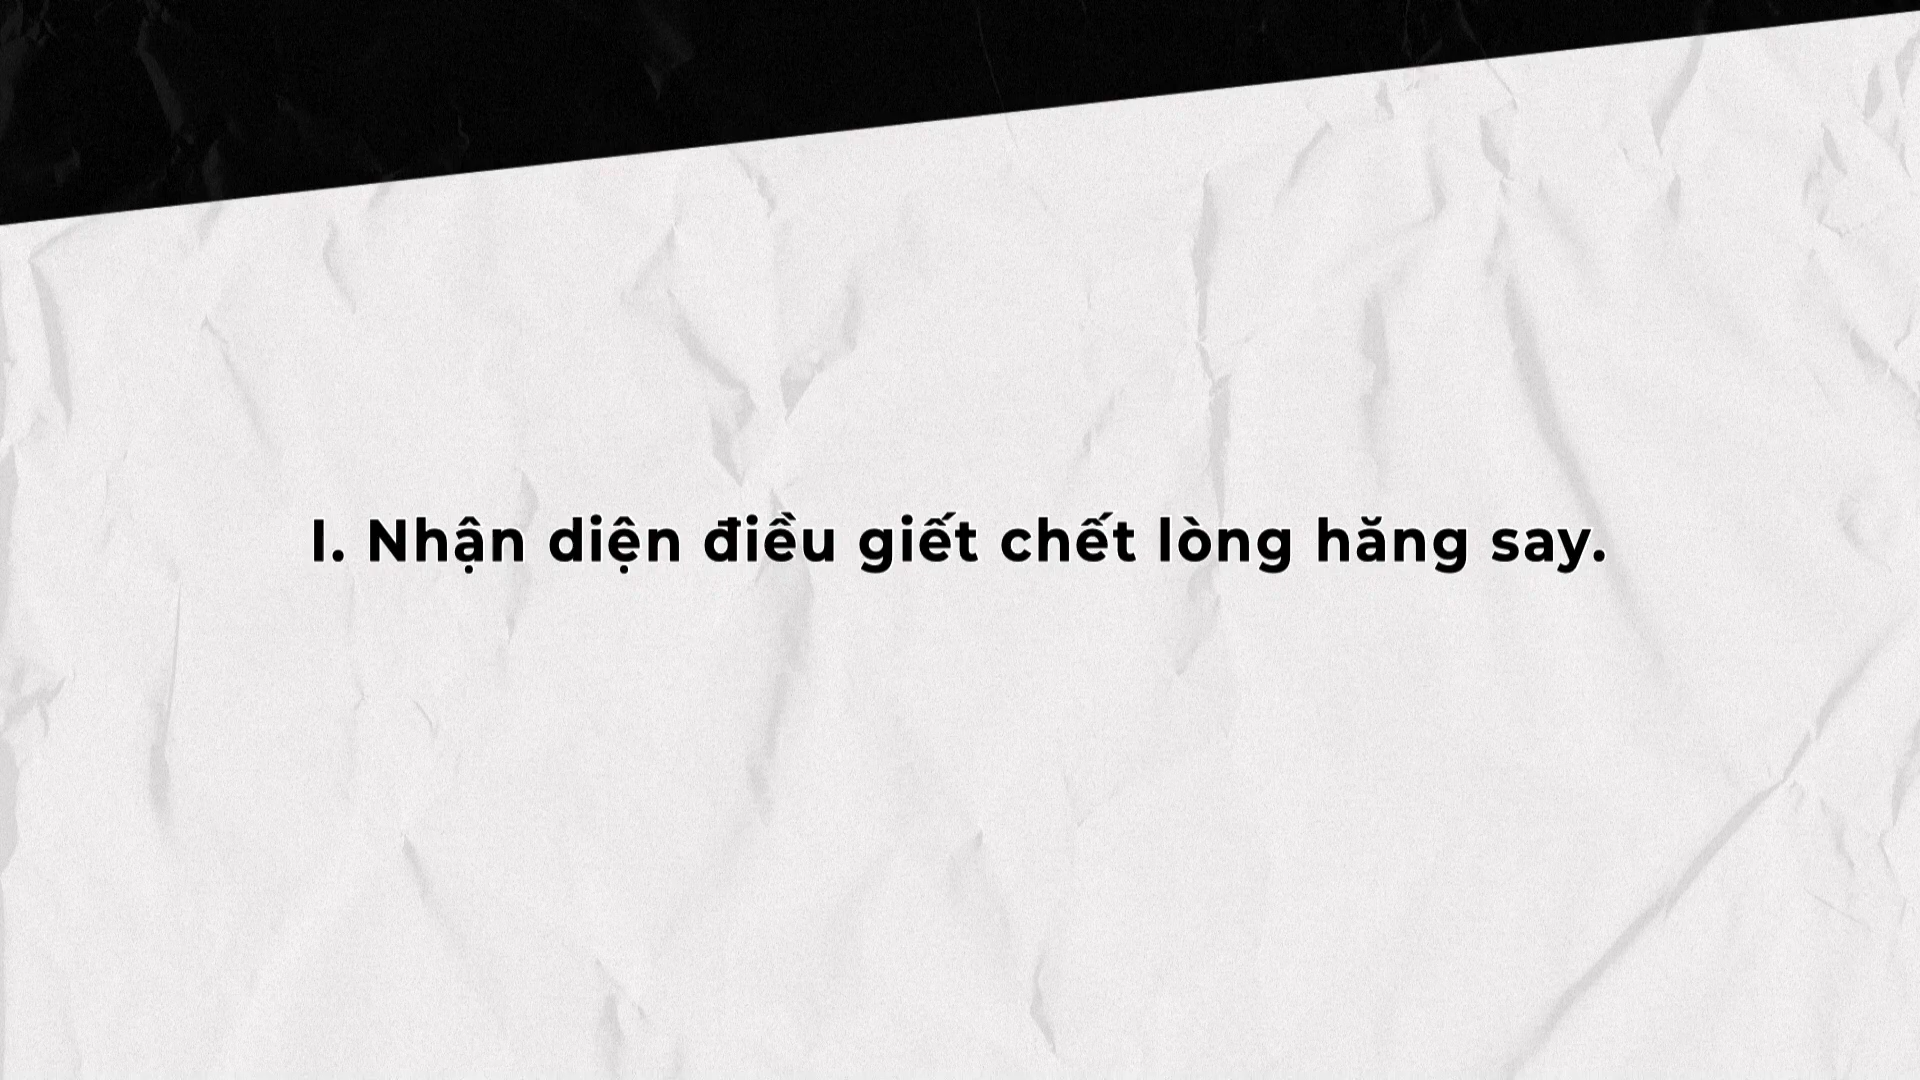 I. Nhận diện điều giết chết lòng hăng say.